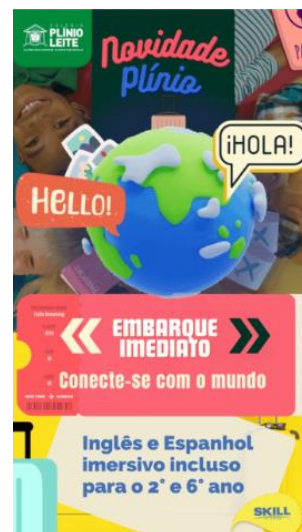 COLÉGIO
PLÍNIO
LEITE
Novidade
Plínio
¡HOLA!
HELLO!
EMBARQUE
IMEDIATO
Conecte-se com o mundo
Inglês e Espanhol
imersivo incluso
para o 2° e 6° ano
SKILL